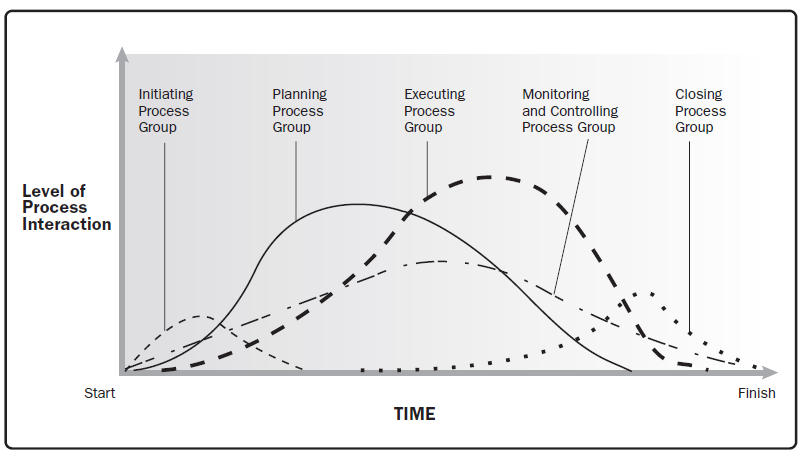 Initiating
Process
Group
Planning
Process
Group
Executing
Process
Group
Monitoring
and Controlling
Process Group
Closing
Process
Group
Level of
Process
Interaction
Start
Finish
TIME